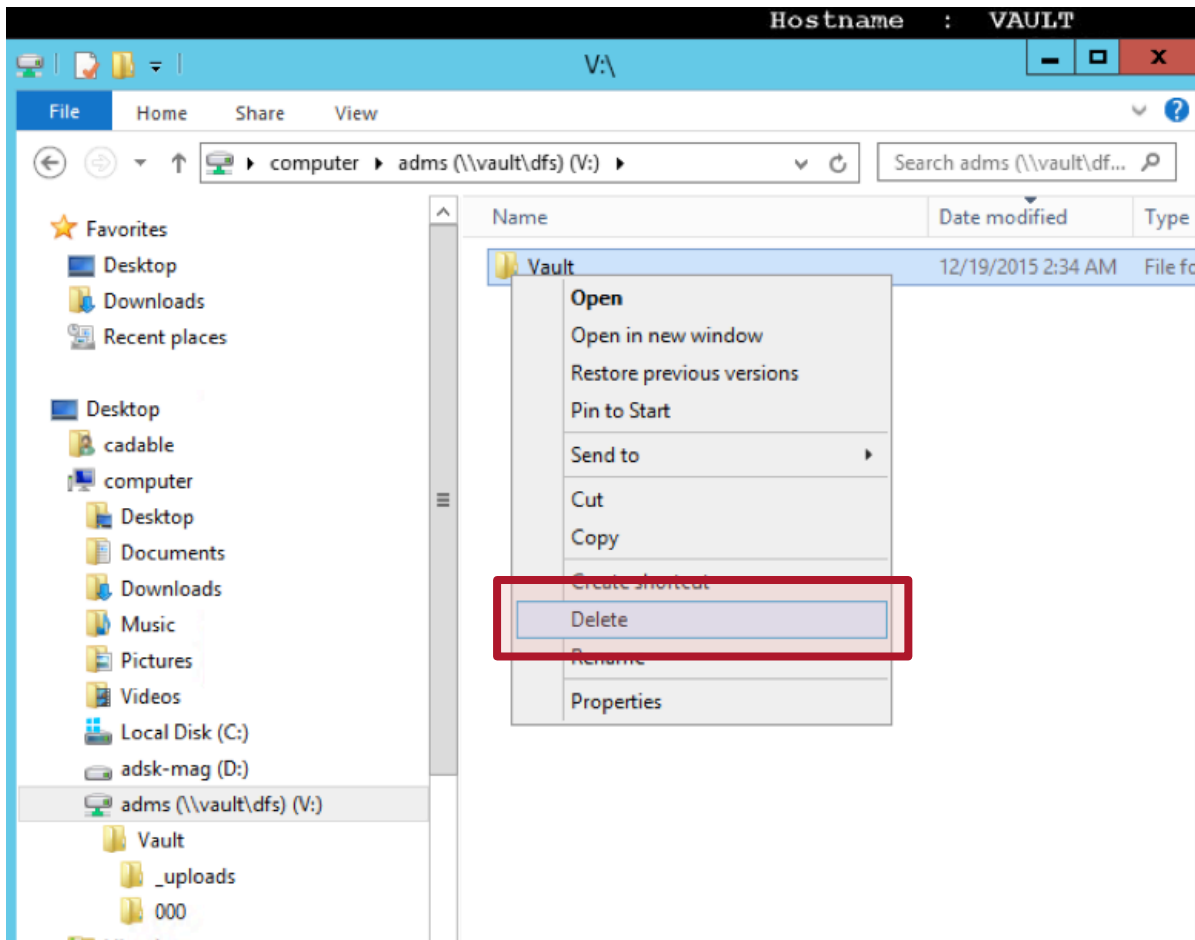 Hostname : VAULT
V:\
File Home Share View
computer adms (\\vault\dfs) (V:)
Search adms (\\vault\df...
Favorites
Desktop
Downloads
Recent places
Desktop
cadable
computer
Desktop
Documents
Downloads
Music
Pictures
Videos
Local Disk (C:)
adsk-mag (D:)
adms (\\vault\dfs) (V:)
Vault
_uploads
000
Name Date modified Type
Vault 12/19/2015 2:34 AM File fo
Open
Open in new window
Restore previous versions
Pin to Start
Send to
Cut
Copy
Create shortcut
Delete
Rename
Properties